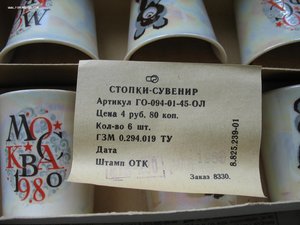 СТОПКИ-СУВЕНИР
Артикул ГО-094-01-45-ОЛ
Цена 4 руб. 80 коп.
Кол-во 6 шт.
ГЗМ 0.294.019 ТУ
Дата
Штамп ОТК
Заказ 8330.
8.825.239-01
МОСКВА
1980